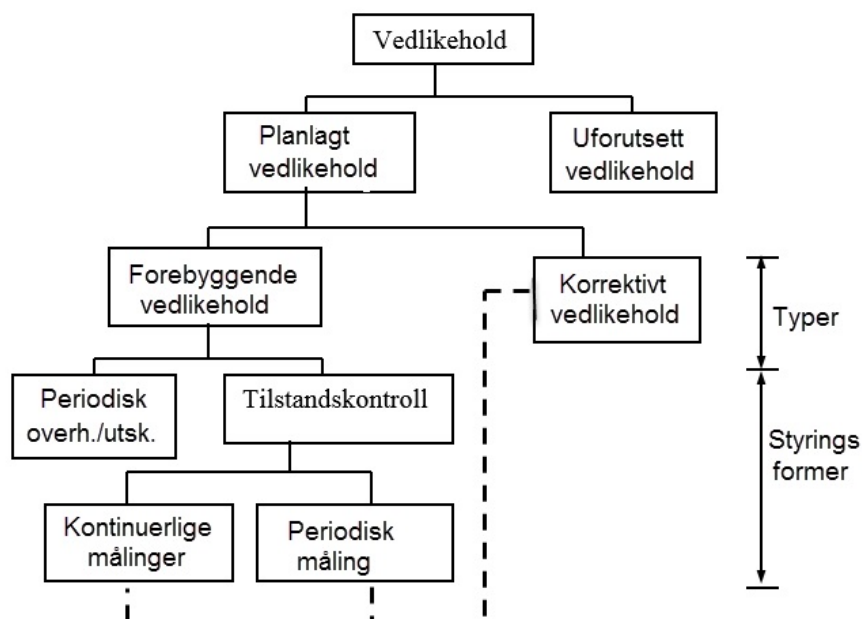 Vedlikehold
Planlagt
vedlikehold
Uforutsett
vedlikehold
Forebyggende
vedlikehold
Korrektivt
vedlikehold
Typer
Periodisk
overh./utsk.
Tilstandskontroll
Styrings
former
Kontinuerlige
målinger
Periodisk
måling